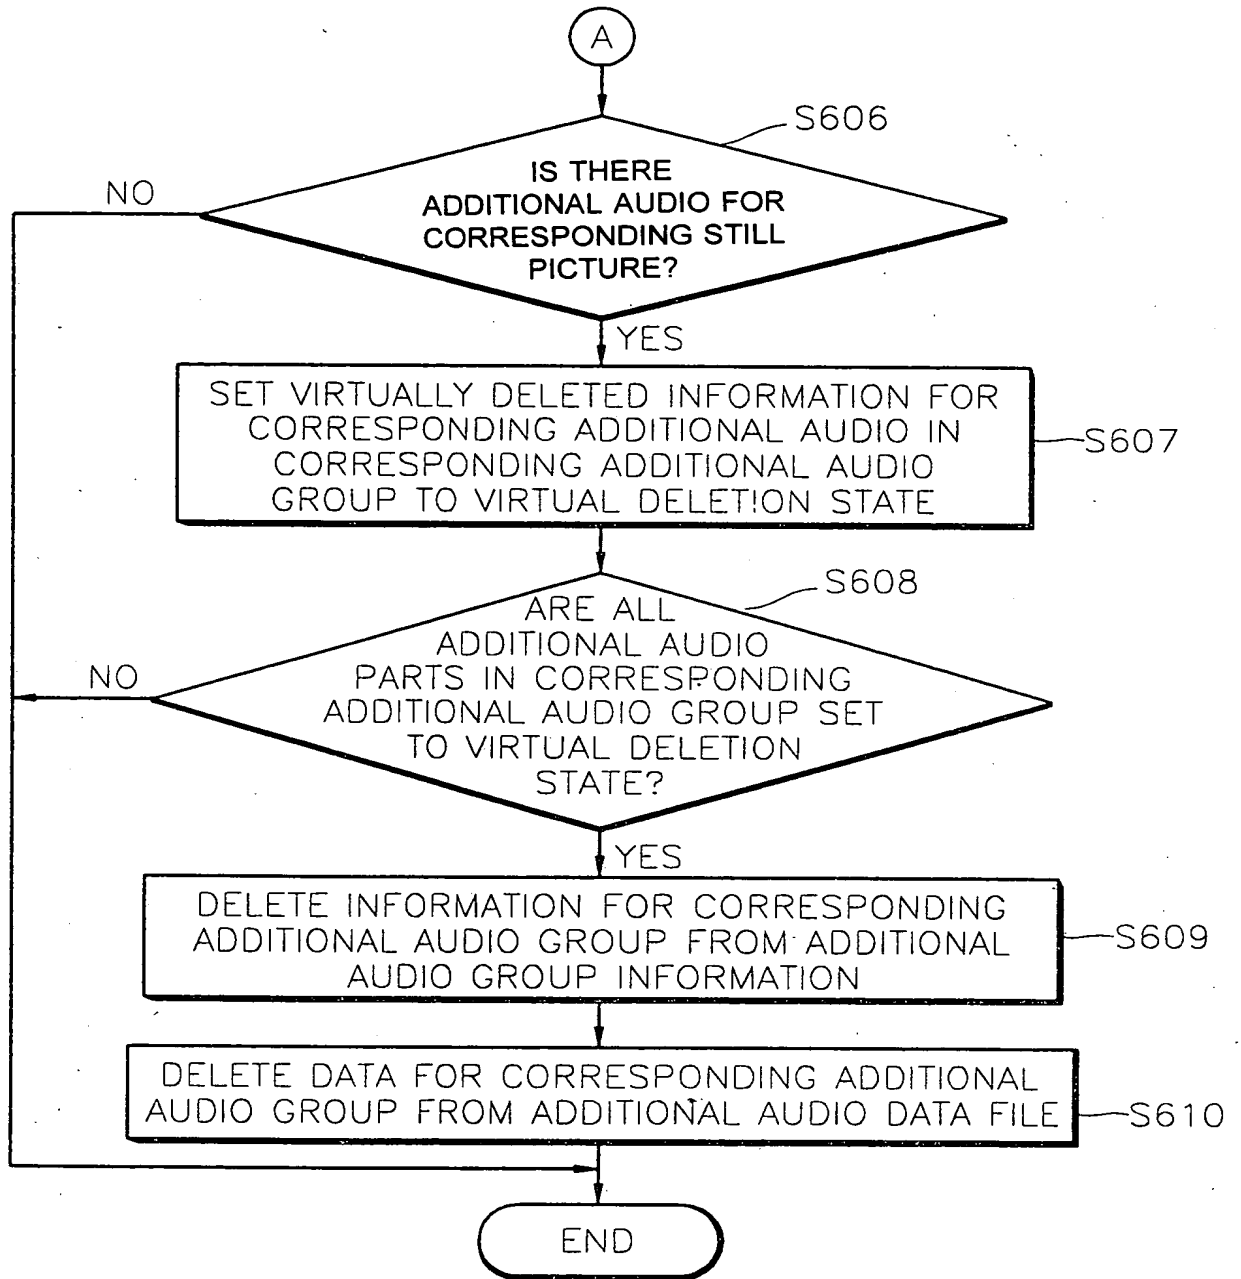 A
S606
IS THERE
ADDITIONAL AUDIO FOR
CORRESPONDING STILL
PICTURE?
NO
YES
SET VIRTUALLY DELETED INFORMATION FOR
CORRESPONDING ADDITIONAL AUDIO IN
CORRESPONDING ADDITIONAL AUDIO
GROUP TO VIRTUAL DELETION STATE
S607
S608
ARE ALL
ADDITIONAL AUDIO
PARTS IN CORRESPONDING
ADDITIONAL AUDIO GROUP SET
TO VIRTUAL DELETION
STATE?
NO
YES
DELETE INFORMATION FOR CORRESPONDING
ADDITIONAL AUDIO GROUP FROM ADDITIONAL
AUDIO GROUP INFORMATION
S609
DELETE DATA FOR CORRESPONDING ADDITIONAL
AUDIO GROUP FROM ADDITIONAL AUDIO DATA FILE
S610
END